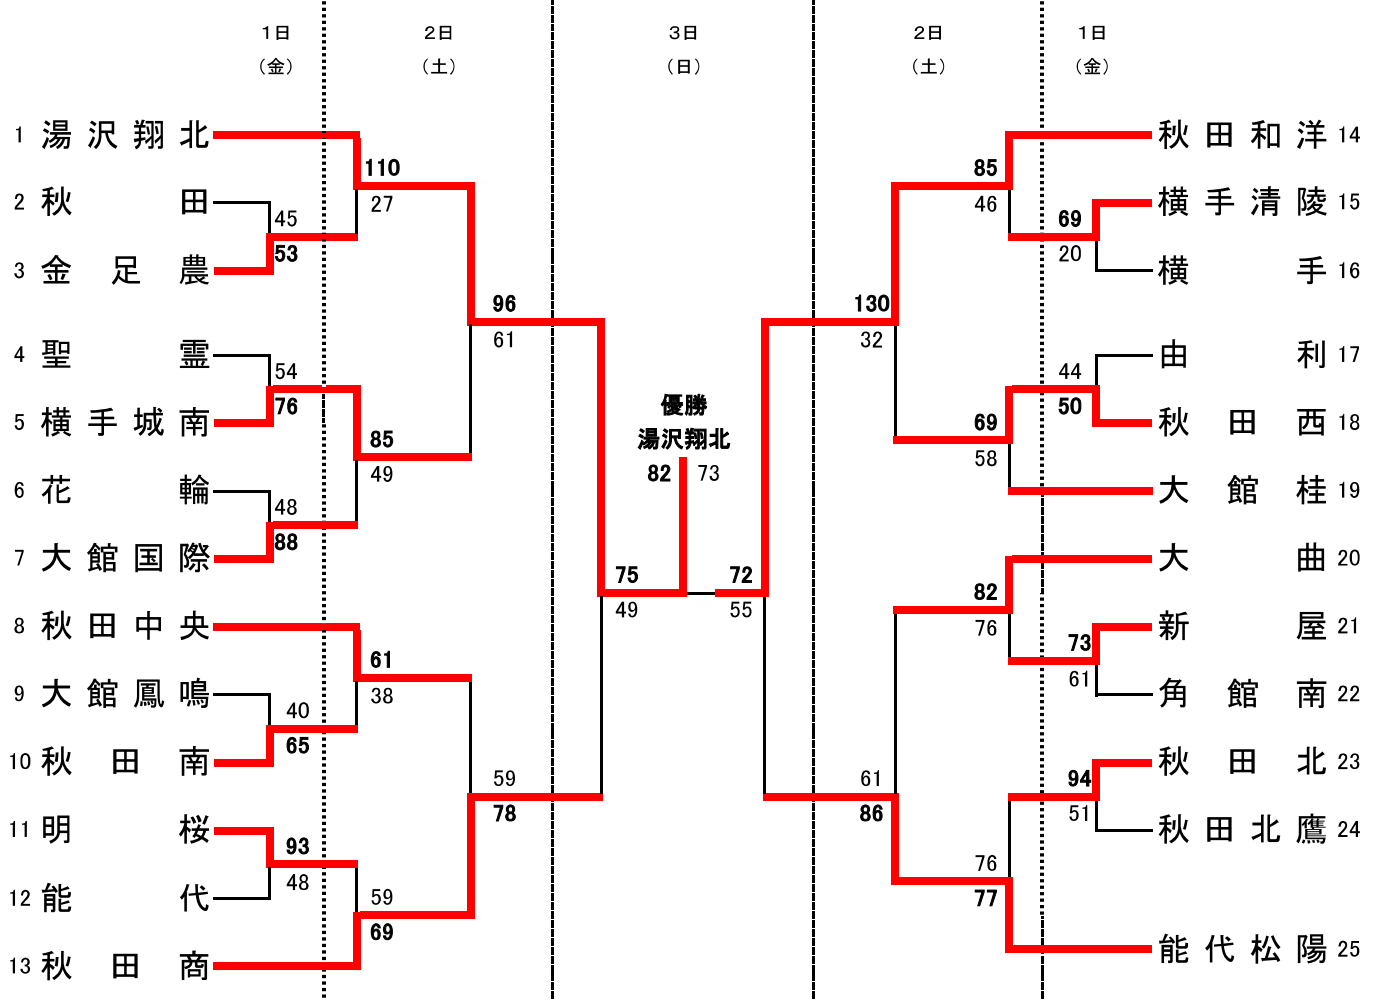 1日 2日 3日 2日 1日
(金) (土) (日) (土) (金)
1 湯沢翔北 110 85 秋田和洋 14
2 秋田 45 27 46 69 横手清陵 15
3 金足農 53 20 横手 16
96 130
61 32
4 聖霊 54 44 由利 17
5 横手城南 76 50 秋田西 18
優勝
湯沢翔北
85 69
82 73
49 58
6 花輪 48 大館桂 19
7 大館国際 88 大曲 20
75 72 82
49 55 76
8 秋田中央 61 73 新屋 21
9 大館鳳鳴 40 38 61 角館南 22
10 秋田南 65 94 秋田北 23
59 61
78 86 51
11 明桜 93 秋田北鷹 24
12 能代 48 59 76
69 77
13 秋田商 能代松陽 25